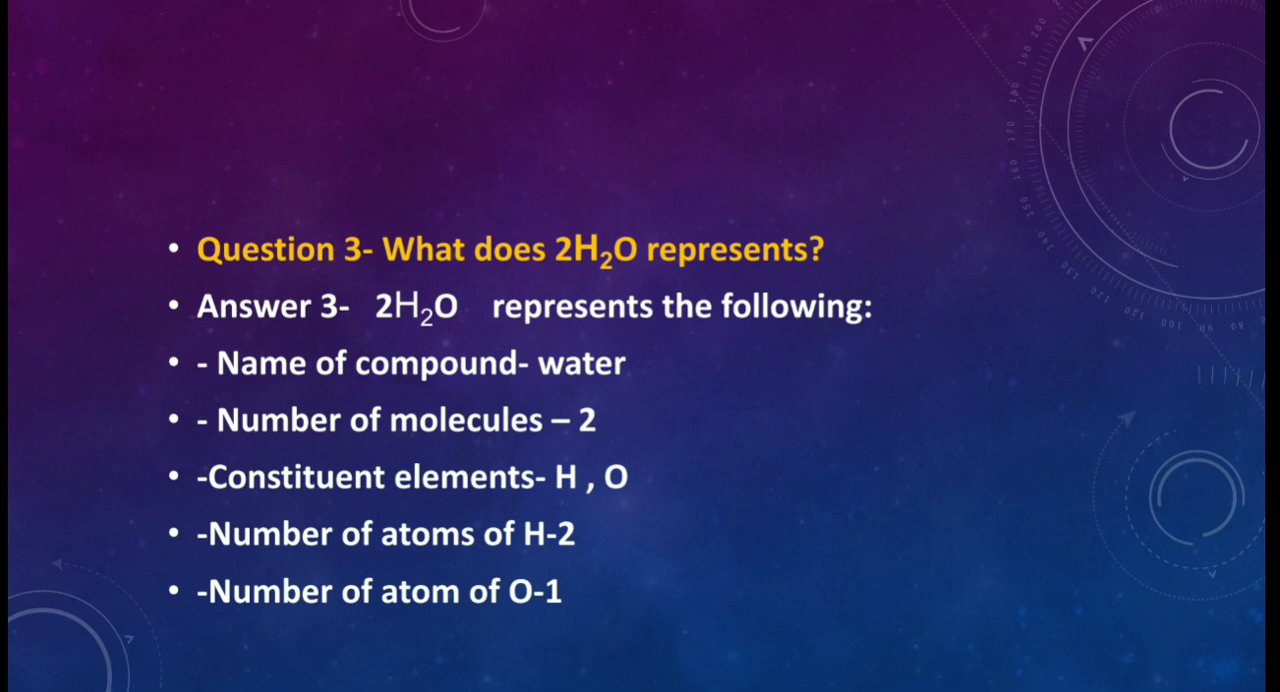 • Question 3- What does 2H₂O represents?
• Answer 3- 2H₂O represents the following:
• - Name of compound- water
• - Number of molecules – 2
• -Constituent elements- H , O
• -Number of atoms of H-2
• -Number of atom of O-1